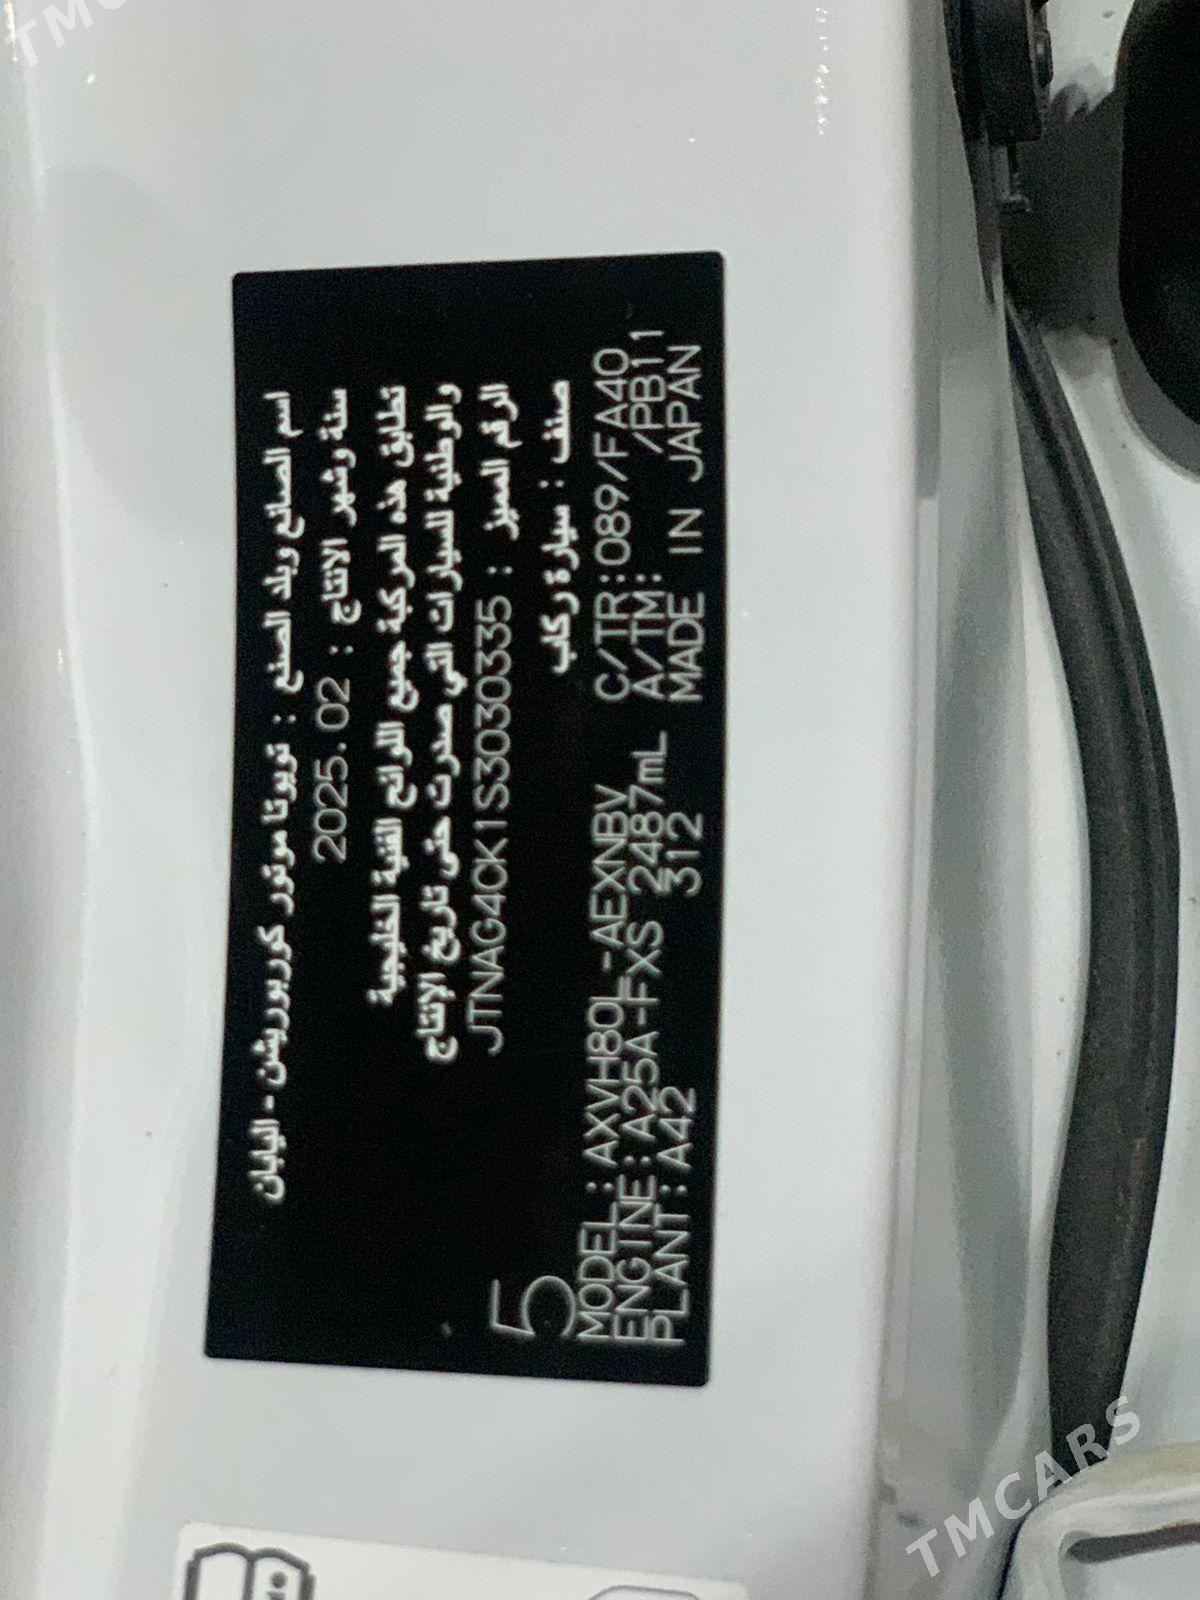 اسم الصانع وبلد الصنع : تويوتا موتور كوربوريشن - اليابان
سنة وشهر الانتاج : 2025.02
تطابق هذه المركبة جميع اللوائح الفنية الخليجية
والوطنية للسيارات التي صدرت حتى تاريخ الإنتاج
الرقم المميز : JTNAG4CK1S3030335
صنف : سيارة ركاب
5
MODEL : AXVH80L-AEXNBV C/TR: 089/FA40
ENGINE : A25A-FXS 2487mL A/TM: /PB11
PLANT : A42 312 MADE IN JAPAN
TMCARS